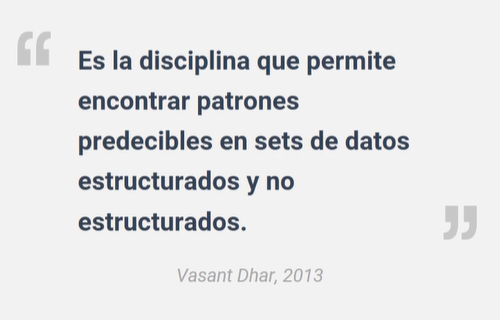 “
Es la disciplina que permite
encontrar patrones
predecibles en sets de datos
estructurados y no
estructurados.
”
Vasant Dhar, 2013